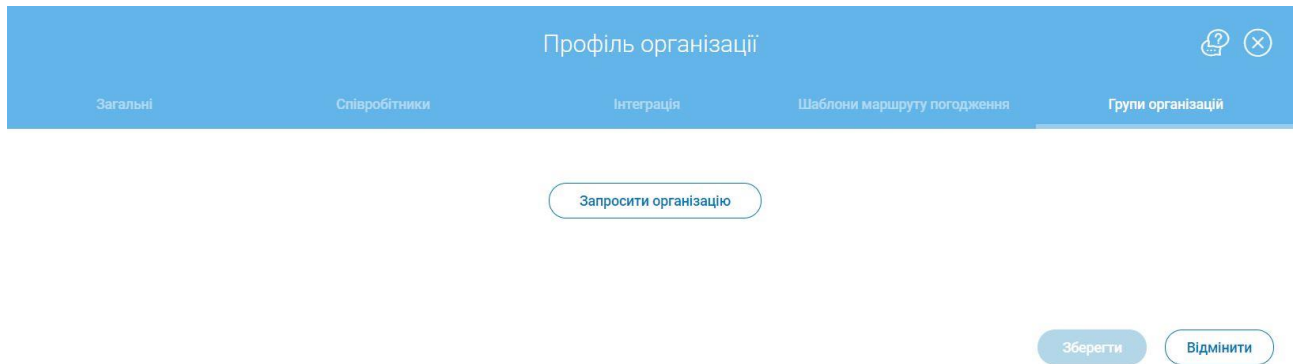 Профіль організації
Загальні Співробітники Інтеграція Шаблони маршруту погодження Групи організацій
Запросити організацію
Зберегти Відмінити